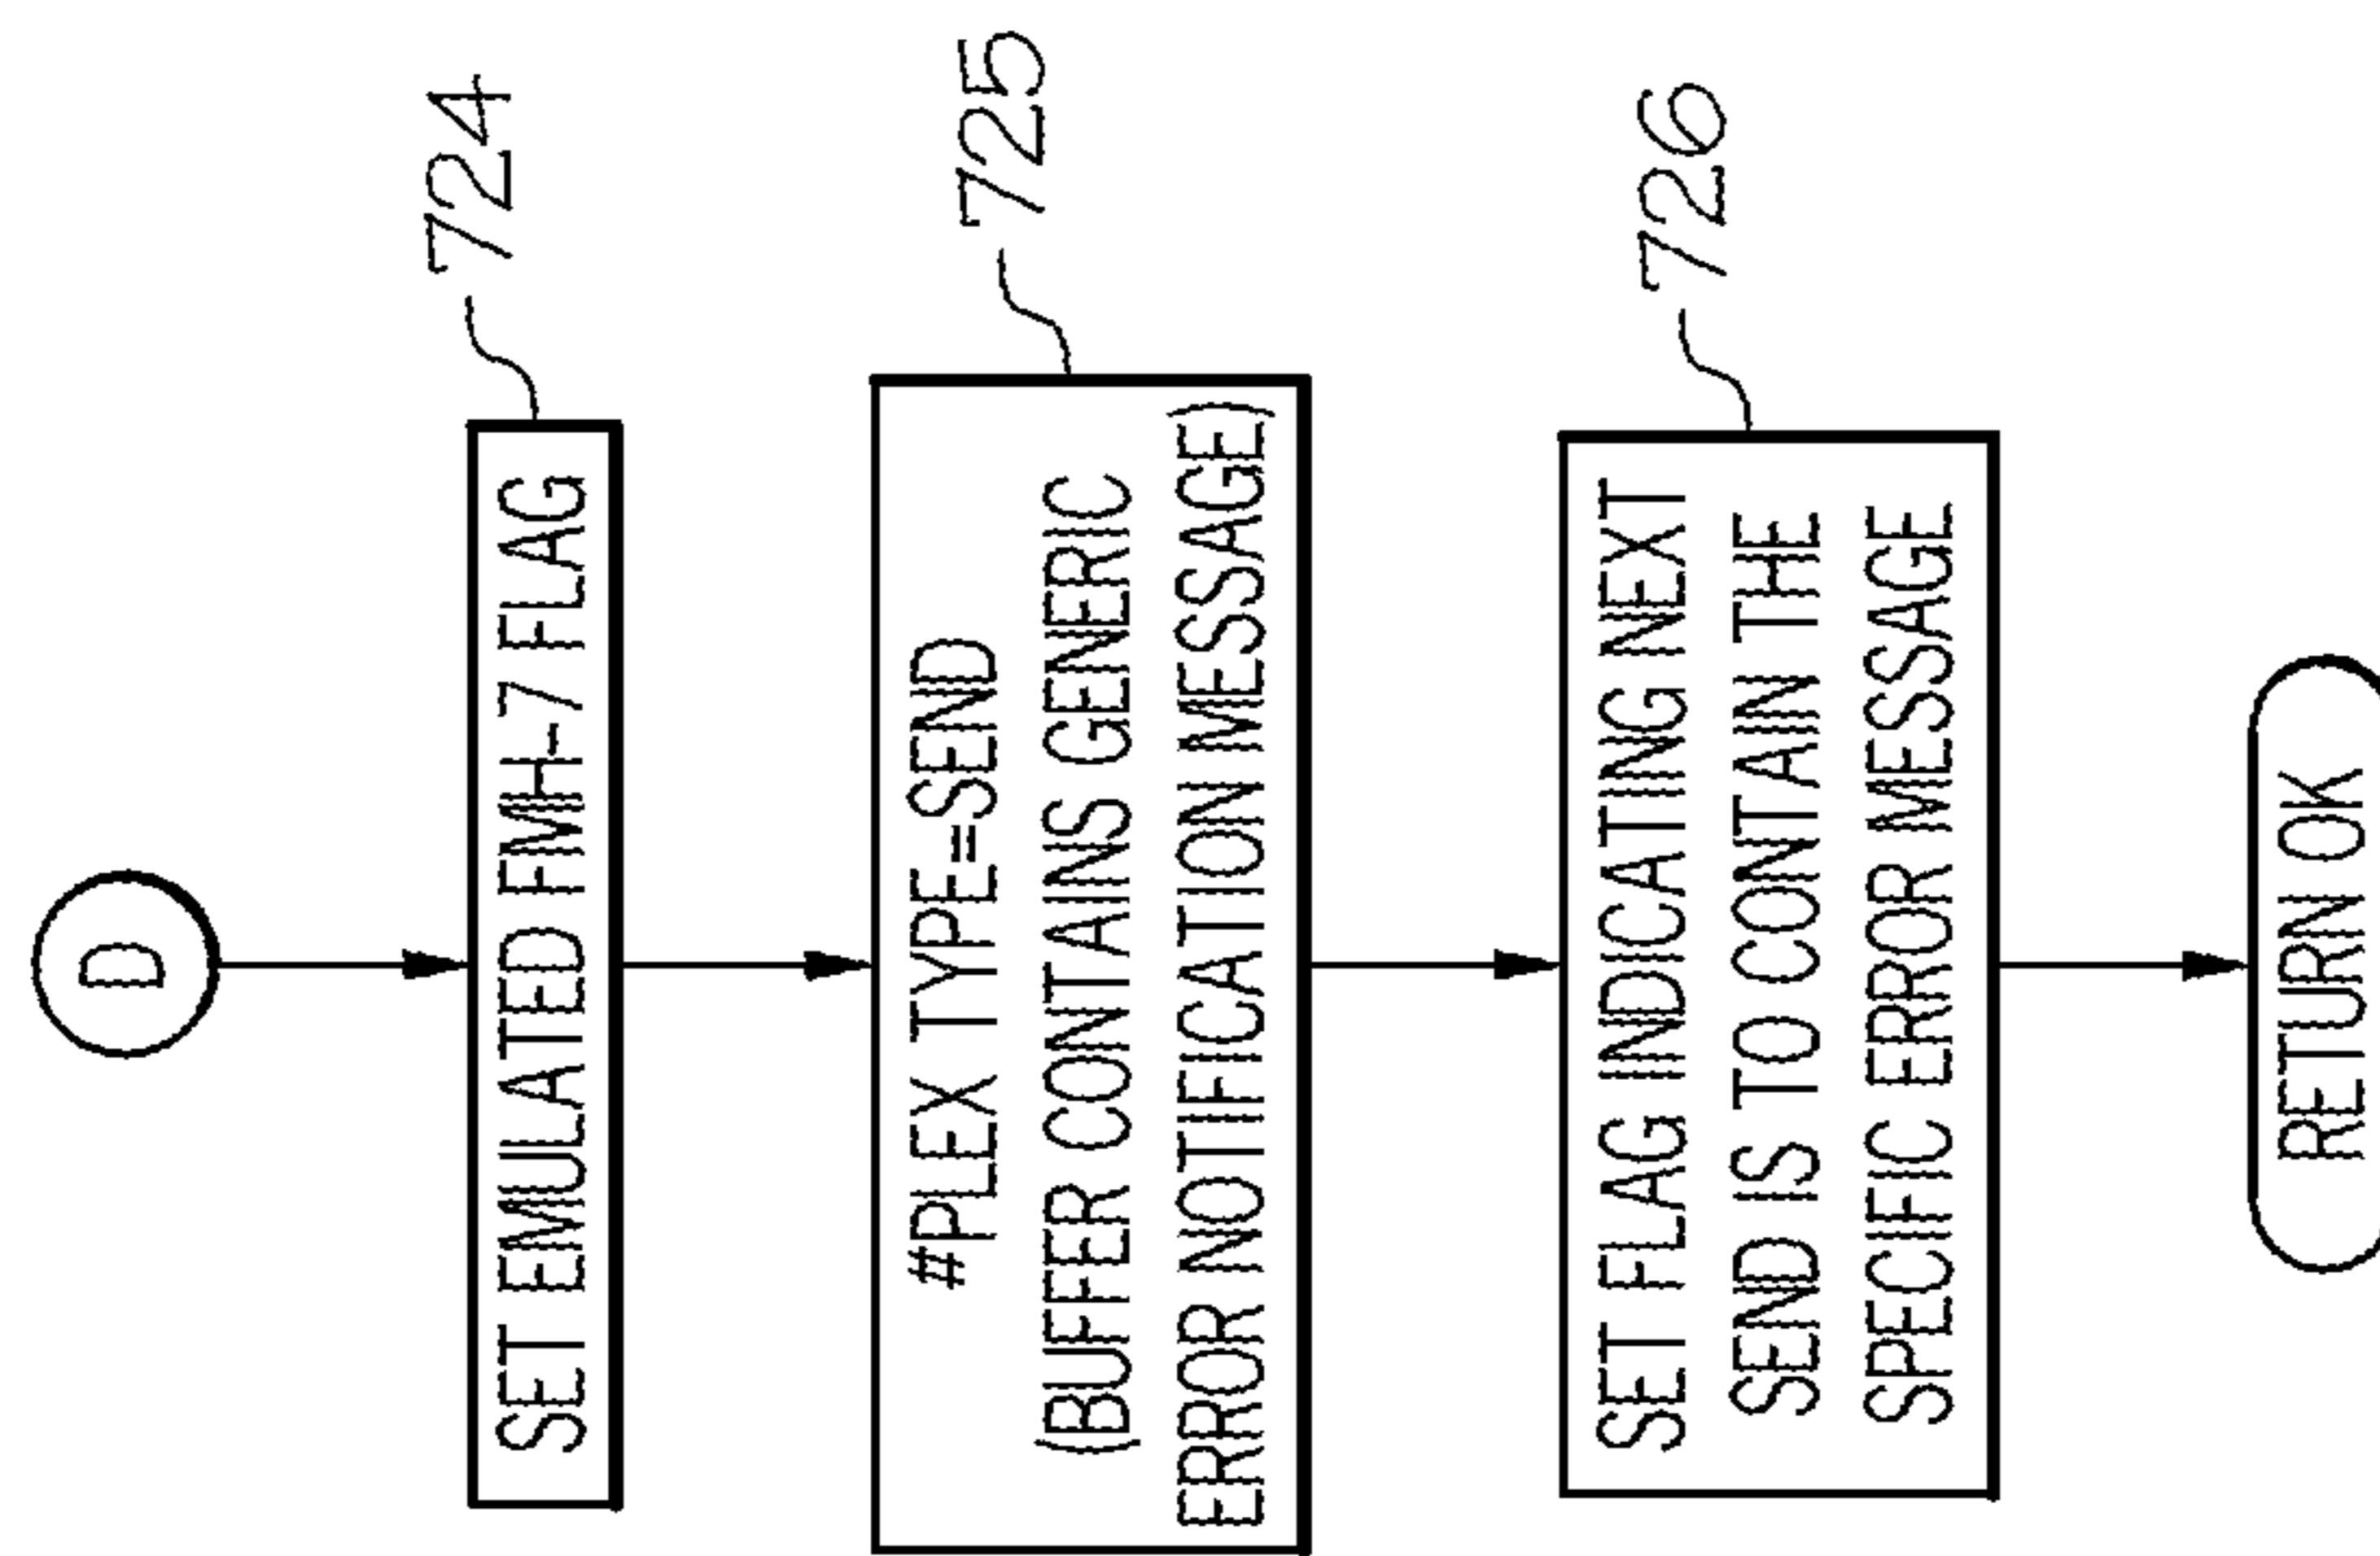 D
724
SET EMULATED FMH-7 FLAG
725
#PLEX TYPE=SEND
(BUFFER CONTAINS GENERIC
ERROR NOTIFICATION MESSAGE)
726
SET FLAG INDICATING NEXT
SEND IS TO CONTAIN THE
SPECIFIC ERROR MESSAGE
RETURN OK